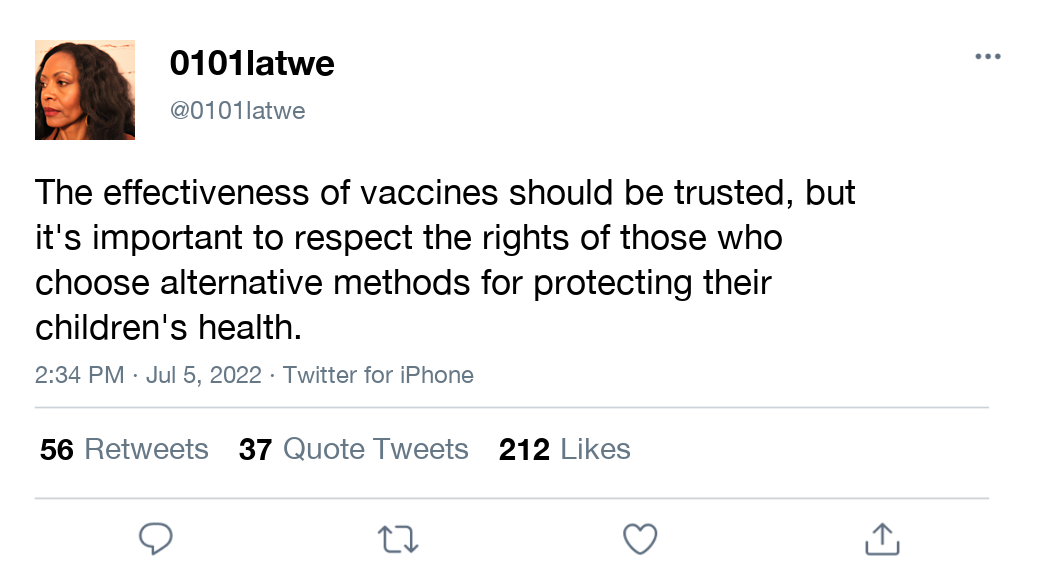 0101latwe
@0101latwe
The effectiveness of vaccines should be trusted, but
it's important to respect the rights of those who
choose alternative methods for protecting their
children's health.
2:34 PM · Jul 5, 2022 · Twitter for iPhone
56 Retweets 37 Quote Tweets 212 Likes